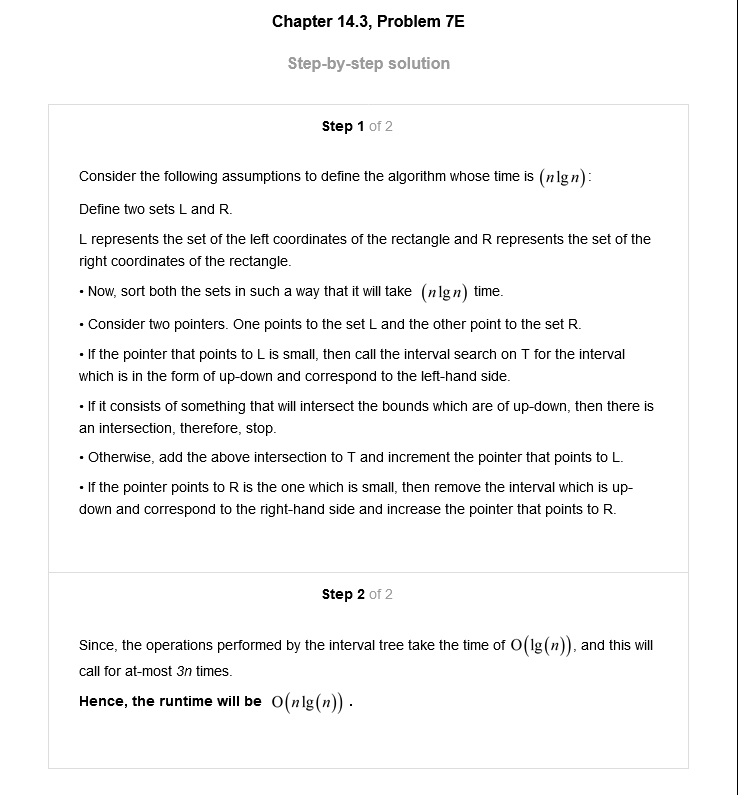 Chapter 14.3, Problem 7E
Step-by-step solution
Step 1 of 2
Consider the following assumptions to define the algorithm whose time is (n lg n):
Define two sets L and R.
L represents the set of the left coordinates of the rectangle and R represents the set of the
right coordinates of the rectangle.
• Now, sort both the sets in such a way that it will take (n lg n) time.
• Consider two pointers. One points to the set L and the other point to the set R.
• If the pointer that points to L is small, then call the interval search on T for the interval
which is in the form of up-down and correspond to the left-hand side.
• If it consists of something that will intersect the bounds which are of up-down, then there is
an intersection, therefore, stop.
• Otherwise, add the above intersection to T and increment the pointer that points to L.
• If the pointer points to R is the one which is small, then remove the interval which is up-
down and correspond to the right-hand side and increase the pointer that points to R.
Step 2 of 2
Since, the operations performed by the interval tree take the time of O(lg(n)), and this will
call for at-most 3n times.
Hence, the runtime will be O(n lg(n)).